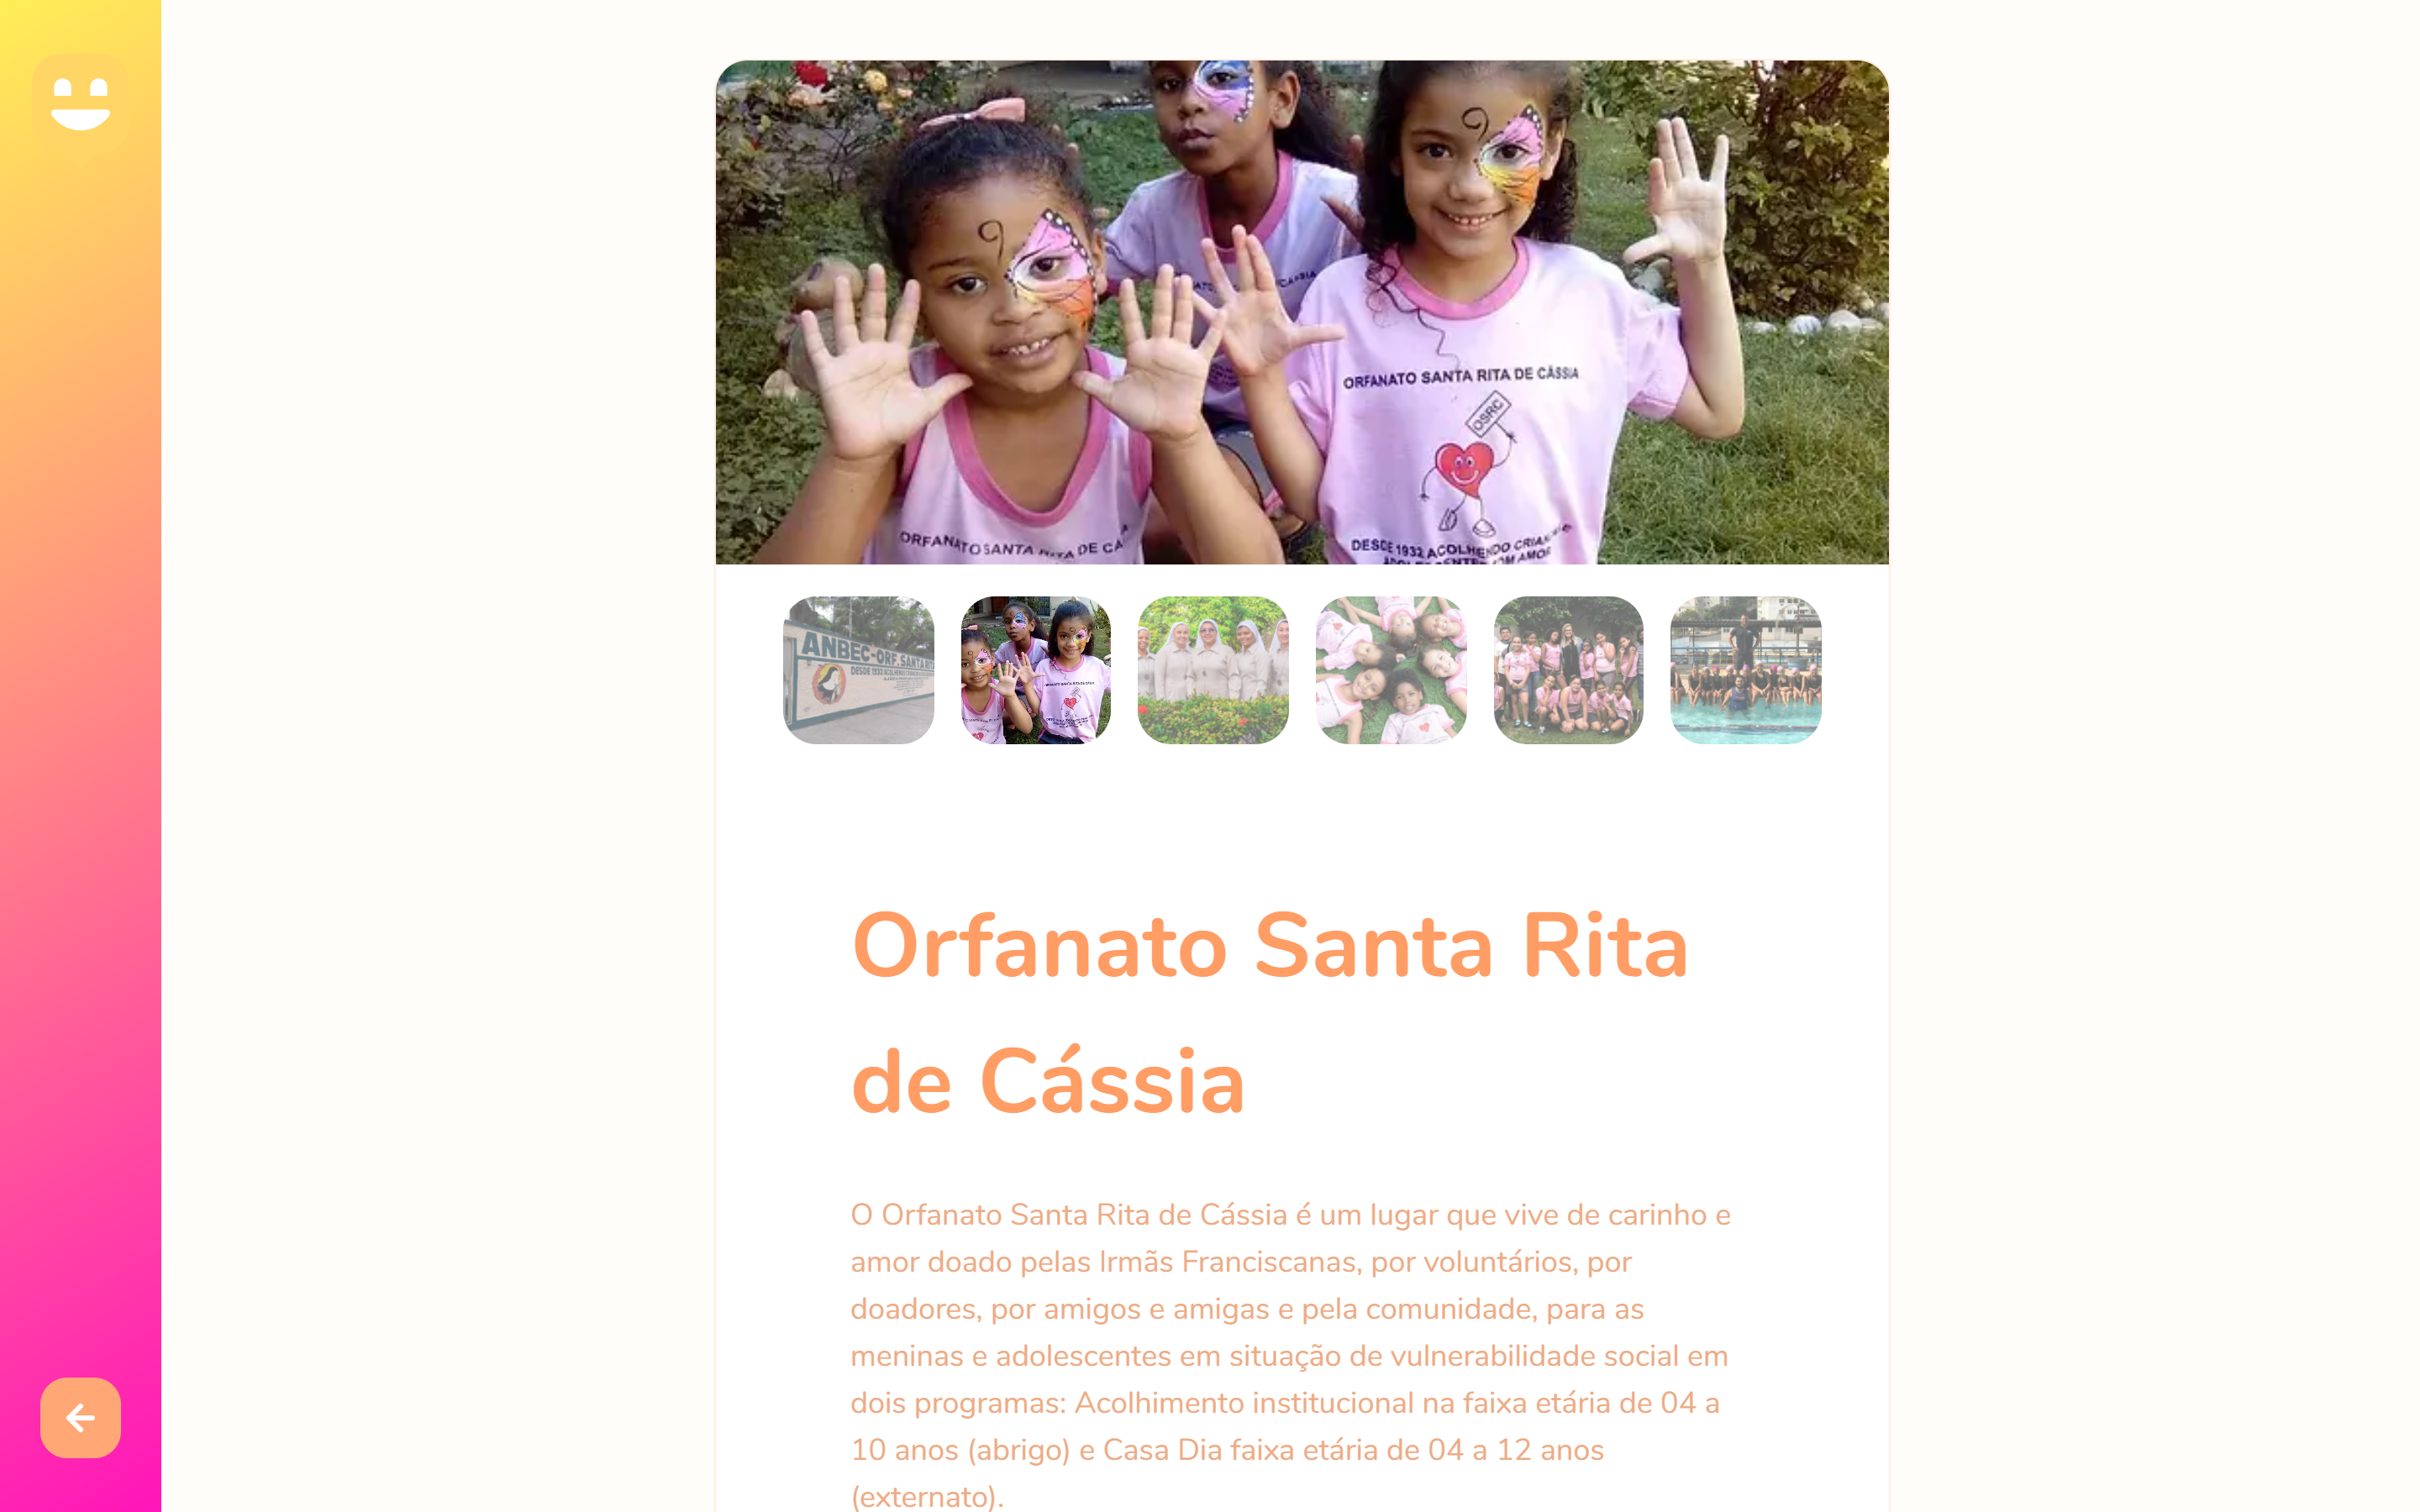 ORFANATO SANTA RITA DE CÁSSIA
OSRC
DESDE 1932 ACOLHENDO
ORFANATO SANTA RITA DE
ANBEC-ORF. SANTA
DESDE 1932
Orfanato Santa Rita
de Cássia
O Orfanato Santa Rita de Cássia é um lugar que vive de carinho e
amor doado pelas Irmãs Franciscanas, por voluntários, por
doadores, por amigos e amigas e pela comunidade, para as
meninas e adolescentes em situação de vulnerabilidade social em
dois programas: Acolhimento institucional na faixa etária de 04 a
10 anos (abrigo) e Casa Dia faixa etária de 04 a 12 anos
(externato).